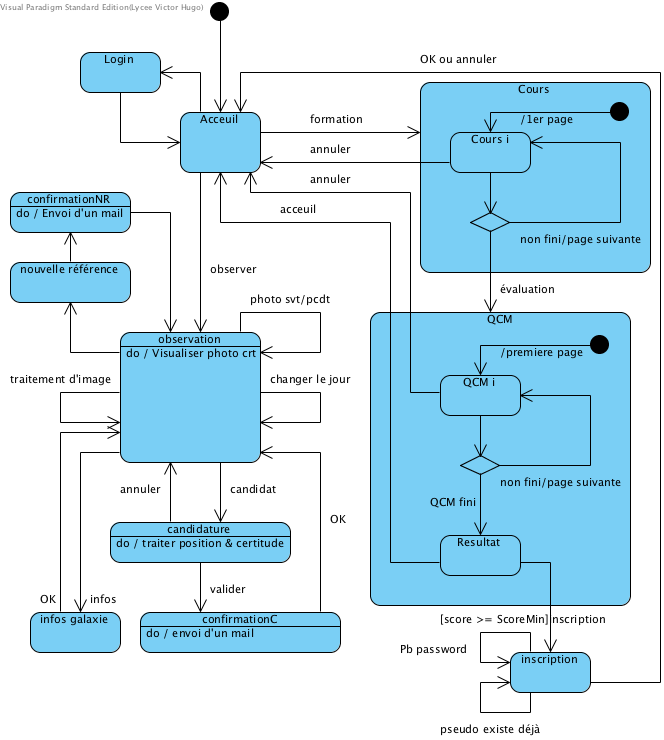 Visual Paradigm Standard Edition(Lycee Victor Hugo)
Login
OK ou annuler
Cours
Acceuil
formation
/1er page
Cours i
annuler
annuler
acceuil
non fini/page suivante
confirmationNR
do / Envoi d'un mail
nouvelle référence
observer
évaluation
photo svt/pcdt
QCM
observation
do / Visualiser photo crt
/premiere page
traitement d'image
changer le jour
QCM i
non fini/page suivante
annuler
candidat
QCM fini
OK
candidature
do / traiter position & certitude
Resultat
valider
OK
infos
infos galaxie
confirmationC
do / envoi d'un mail
[score >= ScoreMin]inscription
Pb password
inscription
pseudo existe déjà